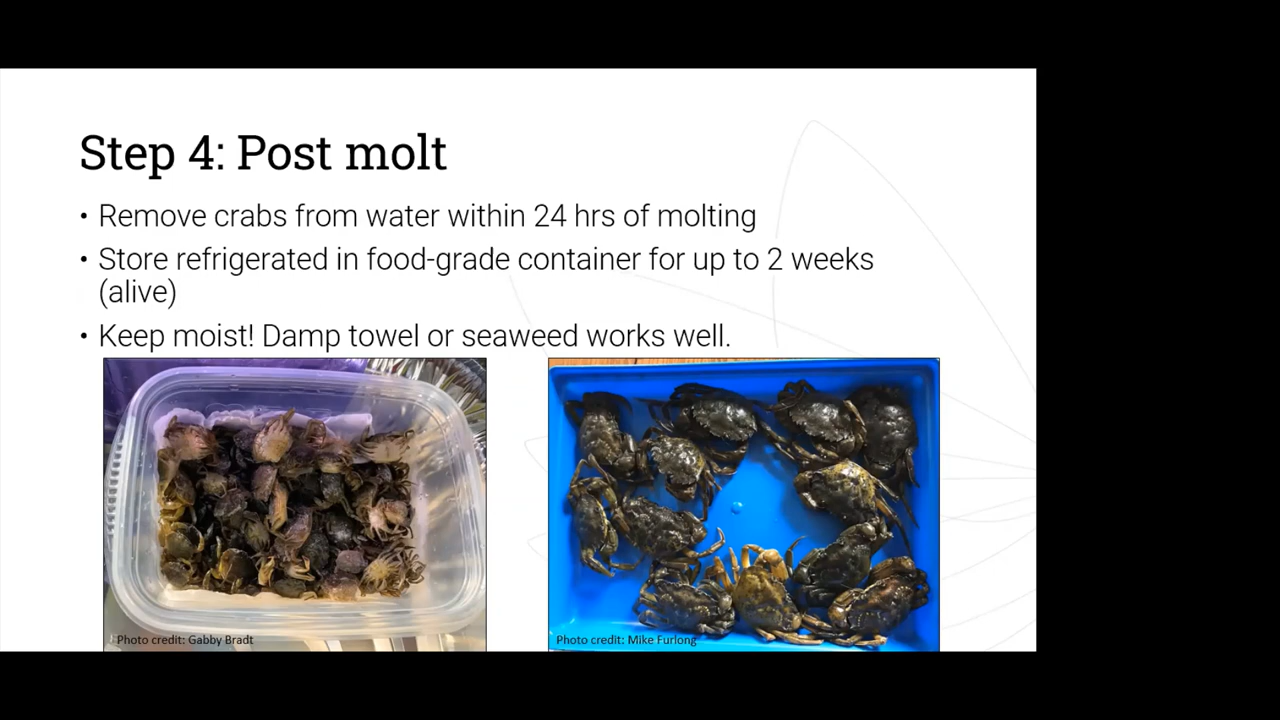 Step 4: Post molt
• Remove crabs from water within 24 hrs of molting
• Store refrigerated in food-grade container for up to 2 weeks
(alive)
• Keep moist! Damp towel or seaweed works well.
Photo credit: Gabby Bradt
Photo credit: Mike Furlong